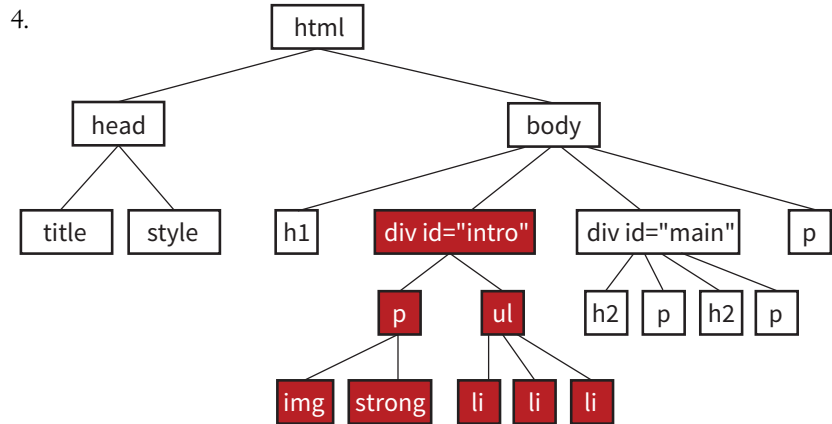 4.
html
head body
title style h1 div id="intro" div id="main" p
p ul h2 p h2 p
img strong li li li